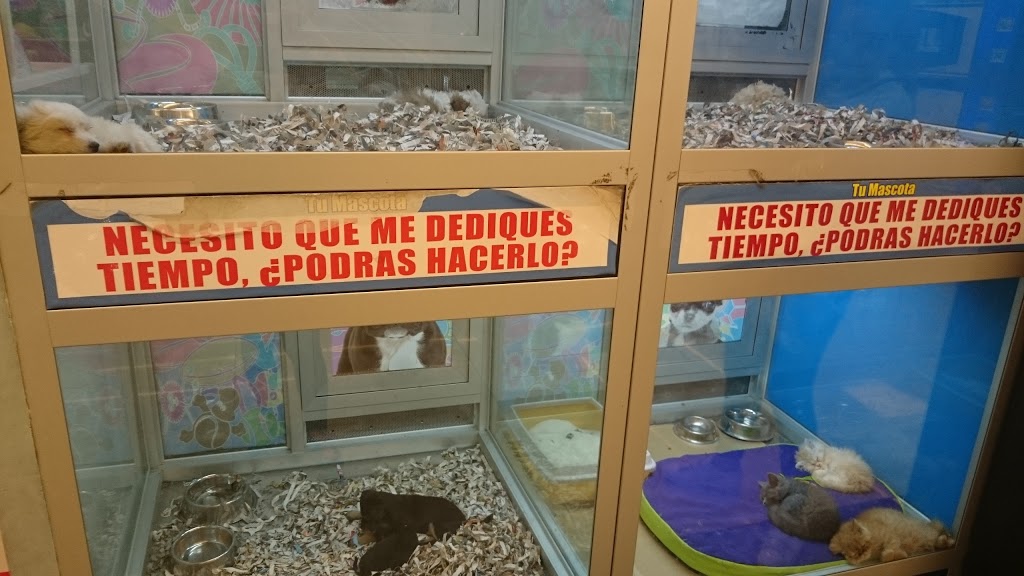 Tu Mascota
NECESITO QUE ME DEDIQUES
TIEMPO, ¿PODRAS HACERLO?
Tu Mascota
NECESITO QUE ME DEDIQUES
TIEMPO, ¿PODRAS HACERLO?